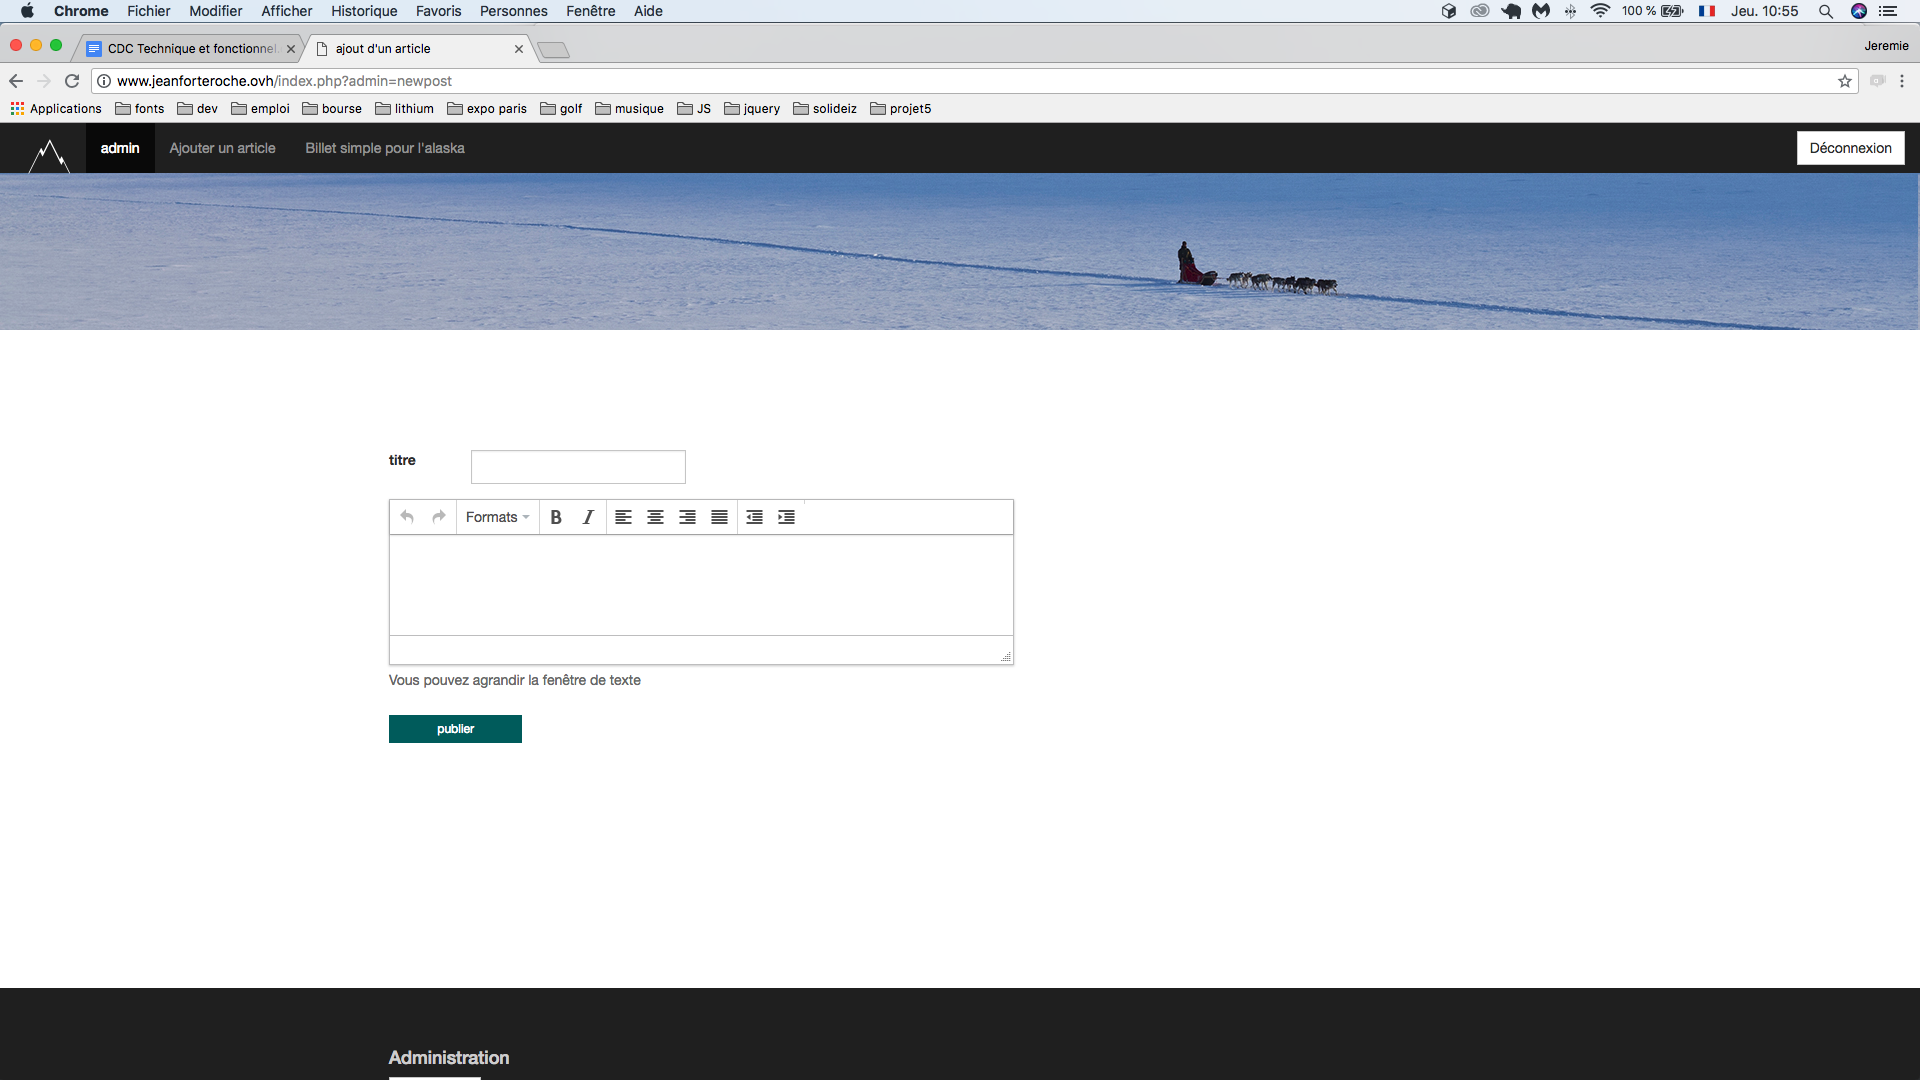 Chrome Fichier Modifier Afficher Historique Favoris Personnes Fenêtre Aide 100 % Jeu. 10:55
CDC Technique et fonctionnel. ajout d'un article Jeremie
www.jeanforteroche.ovh/index.php?admin=newpost
Applications fonts dev emploi bourse lithium expo paris golf musique JS jquery solideiz projet5
admin Ajouter un article Billet simple pour l'alaska Déconnexion
titre
Formats B I
Vous pouvez agrandir la fenêtre de texte
publier
Administration